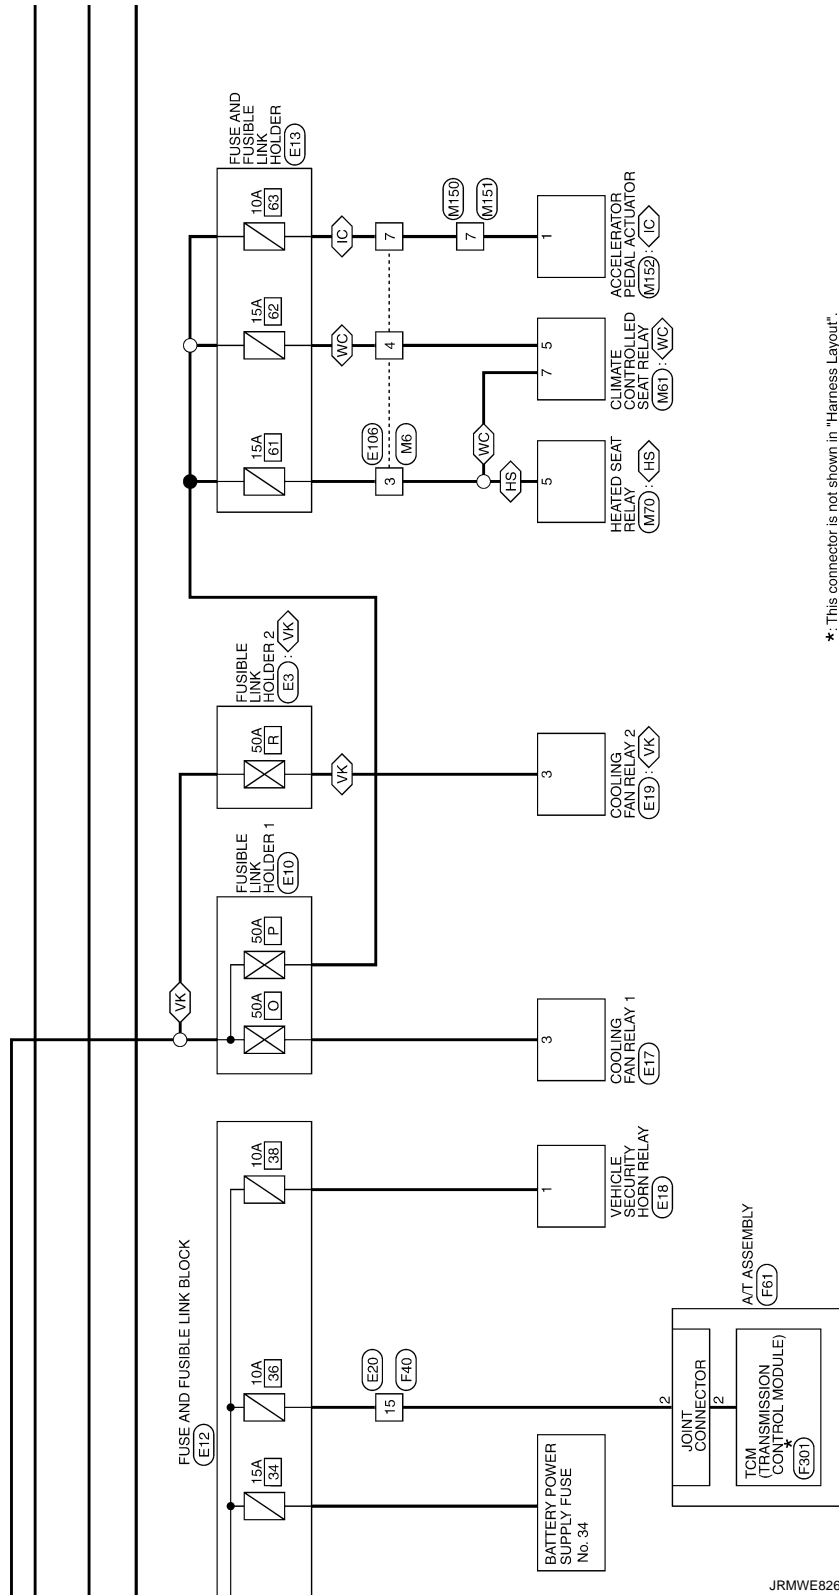 FUSE AND FUSIBLE LINK BLOCK
E12
15A
34
10A
36
10A
38
BATTERY POWER
SUPPLY FUSE
No. 34
15
E20
F40
2
JOINT
CONNECTOR
2
TCM
(TRANSMISSION
CONTROL MODULE)
*
F301
A/T ASSEMBLY
F61
1
VEHICLE
SECURITY
HORN RELAY
E18
VK
FUSIBLE
LINK
HOLDER 1
E10
50A
O
50A
P
3
COOLING
FAN RELAY 1
E17
FUSIBLE
LINK
HOLDER 2
E3 : VK
50A
R
VK
3
COOLING
FAN RELAY 2
E19 : VK
FUSE AND
FUSIBLE
LINK
HOLDER
E13
15A
61
15A
62
10A
63
WC
IC
3
E106
M6
4
7
7
M150
M151
WC
HS
5
HEATED SEAT
RELAY
M70 : HS
7
5
CLIMATE
CONTROLLED
SEAT RELAY
M61 : WC
1
ACCELERATOR
PEDAL ACTUATOR
M152 : IC
*: This connector is not shown in "Harness Layout".
JRMWE826